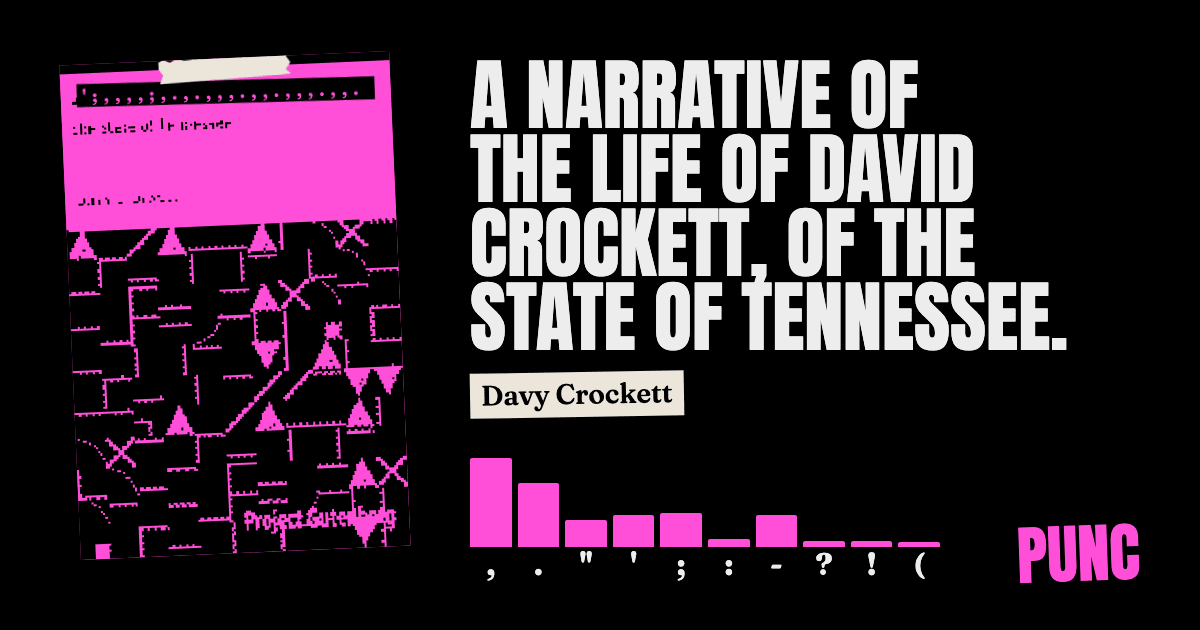 A NARRATIVE OF
THE LIFE OF DAVID
CROCKETT, OF THE
STATE OF TENNESSEE.
Davy Crockett
, . " ' ; : - ? ! (
Project Gutenberg
PUNC